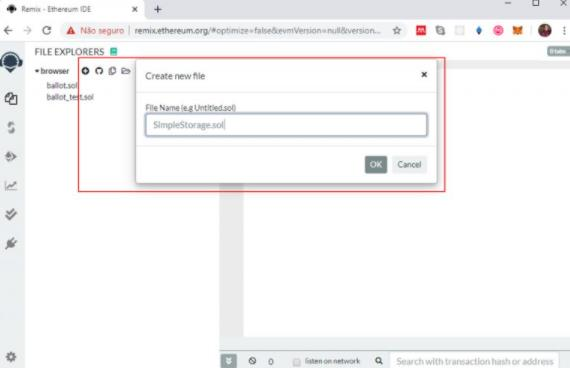 Remix - Ethereum IDE
Não seguro
remix.ethereum.org/#optimize=false&evmVersion=null&version...
FILE EXPLORERS
0 tabs
browser
ballot.sol
ballot_test.sol
Create new file
File Name (e.g Untitled.sol)
SimpleStorage.sol
OK
Cancel
0
listen on network
Search with transaction hash or address